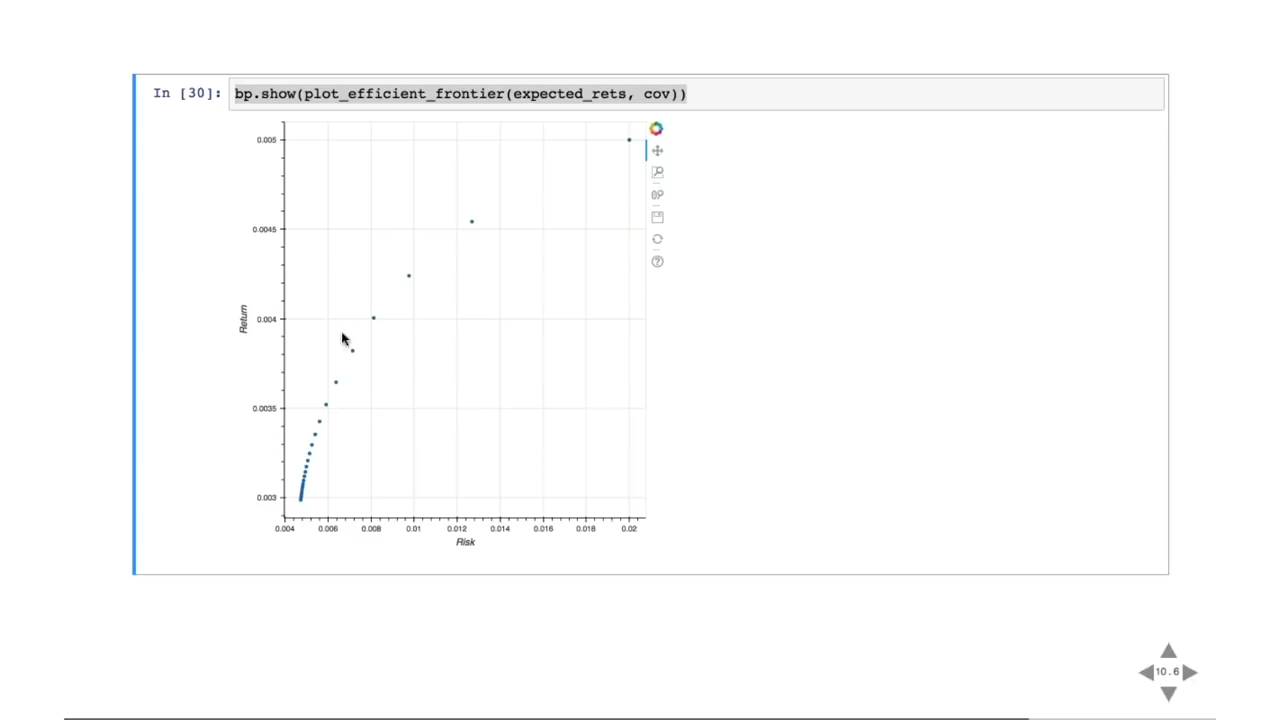 In [30]: bp.show(plot_efficient_frontier(expected_rets, cov))
0.005
0.0045
0.004
0.0035
0.003
Return
0.004 0.006 0.008 0.01 0.012 0.014 0.016 0.018 0.02
Risk
10.6